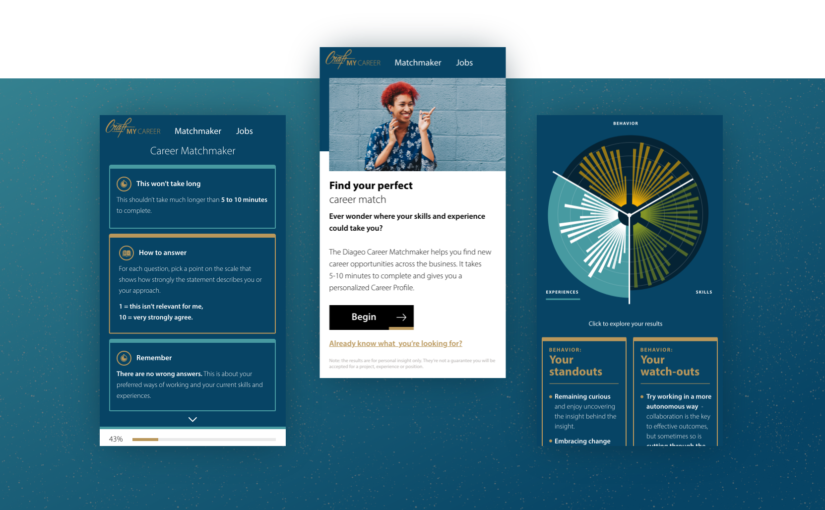 Craft MY CAREER Matchmaker Jobs
Career Matchmaker
This won't take long
This shouldn't take much longer than 5 to 10 minutes
to complete.
How to answer
For each question, pick a point on the scale that
shows how strongly the statement describes you or
your approach.
1 = this isn't relevant for me,
10 = very strongly agree.
Remember
There are no wrong answers. This is about your
preferred ways of working and your current skills and
experiences.
43%
Craft MY CAREER Matchmaker Jobs
Find your perfect
career match
Ever wonder where your skills and experience
could take you?
The Diageo Career Matchmaker helps you find new
career opportunities across the business. It takes
5-10 minutes to complete and gives you a
personalized Career Profile.
Begin
Already know what you're looking for?
Note: the results are for personal insight only. They're not a guarantee you will be
accepted for a project, experience or position.
BEHAVIOR
EXPERIENCES
SKILLS
Click to explore your results
BEHAVIOR:
Your
standouts
Remaining curious
and enjoy uncovering
the insight behind the
insight.
Embracing change
BEHAVIOR:
Your
watch-outs
Try working in a more
autonomous way -
collaboration is the key
to effective outcomes,
but sometimes so is
cutting through the